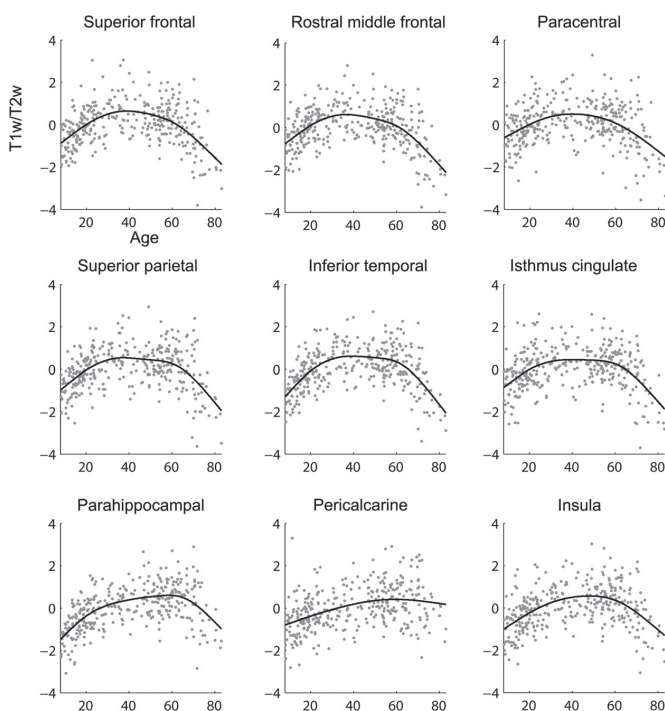 Superior frontal Rostral middle frontal Paracentral
T1w/T2w
4 4 4
2 2 2
0 0 0
−2 −2 −2
−4 −4 −4
20 40 60 80 20 40 60 80 20 40 60 80
Age
Superior parietal Inferior temporal Isthmus cingulate
4 4 4
2 2 2
0 0 0
−2 −2 −2
−4 −4 −4
20 40 60 80 20 40 60 80 20 40 60 80
Parahippocampal Pericalcarine Insula
4 4 4
2 2 2
0 0 0
−2 −2 −2
−4 −4 −4
20 40 60 80 20 40 60 80 20 40 60 80